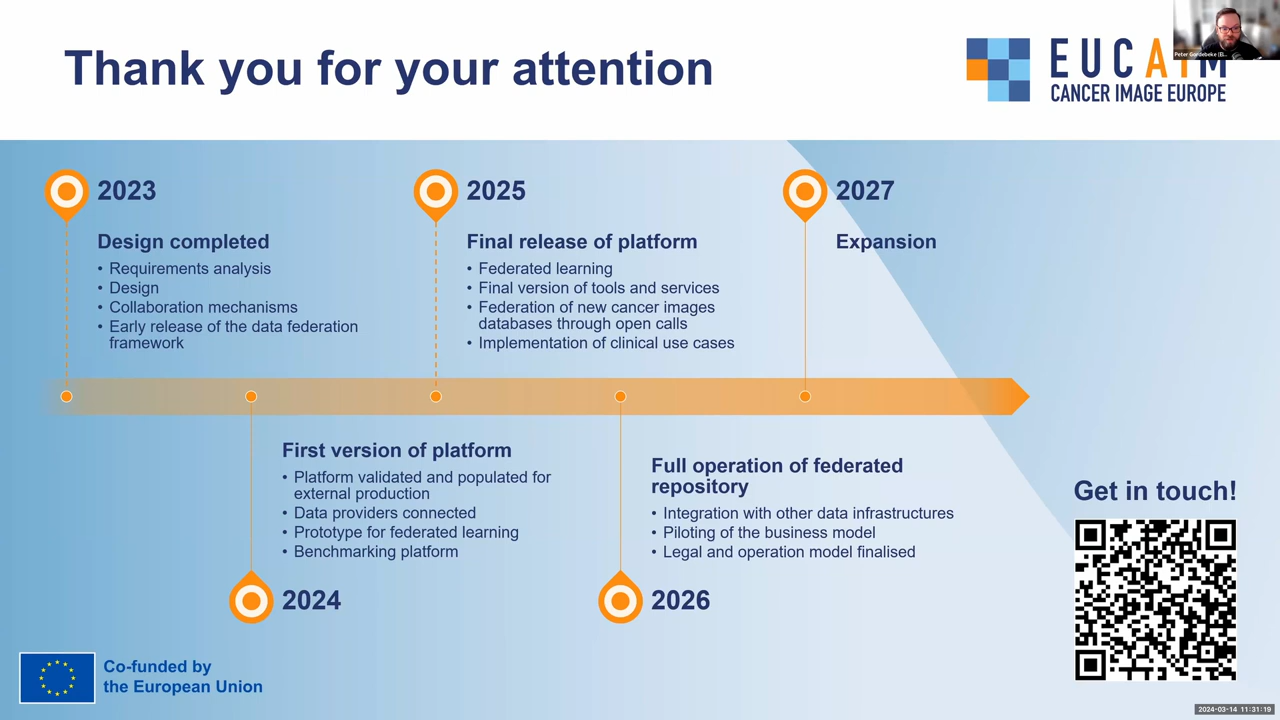 Thank you for your attention
EUCAIM
CANCER IMAGE EUROPE
Peter Gordebeke (E...
2023
Design completed
• Requirements analysis
• Design
• Collaboration mechanisms
• Early release of the data federation
framework
2025
Final release of platform
• Federated learning
• Final version of tools and services
• Federation of new cancer images
databases through open calls
• Implementation of clinical use cases
2027
Expansion
First version of platform
• Platform validated and populated for
external production
• Data providers connected
• Prototype for federated learning
• Benchmarking platform
2024
Full operation of federated
repository
• Integration with other data infrastructures
• Piloting of the business model
• Legal and operation model finalised
2026
Get in touch!
Co-funded by
the European Union
2024-03-14 11:31:19